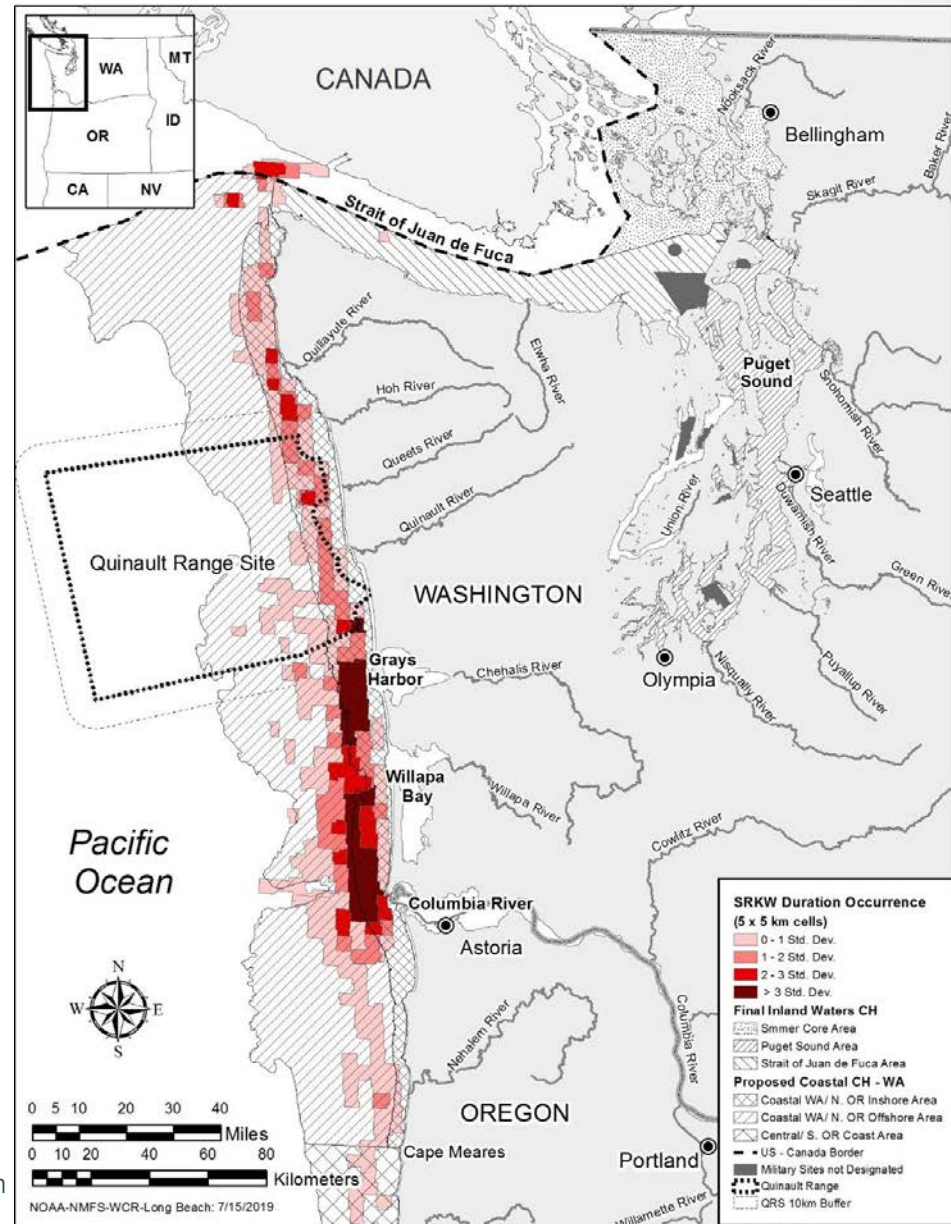 WA
MT
OR
ID
CA
NV
CANADA
Nooksack River
Bellingham
Baker River
Skagit River
Strait of Juan de Fuca
Quillayute River
Elwha River
Hoh River
Puget
Sound
Snohomish River
Queets River
Quinault River
Seattle
Union River
Duwamish River
Quinault Range Site
WASHINGTON
Green River
Grays
Harbor
Chehalis River
Olympia
Nisqually River
Puyallup River
Willapa
Bay
Willapa River
Cowlitz River
Pacific
Ocean
Columbia River
Astoria
Columbia River
N
W
E
S
Nehalem River
OREGON
Cape Meares
Portland
Willamette River
0 5 10 20 30 40
Miles
0 10 20 40 60 80
Kilometers
NOAA-NMFS-WCR-Long Beach: 7/15/2019
SRKW Duration Occurrence
(5 x 5 km cells)
0 - 1 Std. Dev.
1 - 2 Std. Dev.
2 - 3 Std. Dev.
> 3 Std. Dev.
Final Inland Waters CH
Smmer Core Area
Puget Sound Area
Strait of Juan de Fuca Area
Proposed Coastal CH - WA
Coastal WA/ N. OR Inshore Area
Coastal WA/ N. OR Offshore Area
Central/ S. OR Coast Area
US - Canada Border
Military Sites not Designated
Quinault Range
QRS 10km Buffer